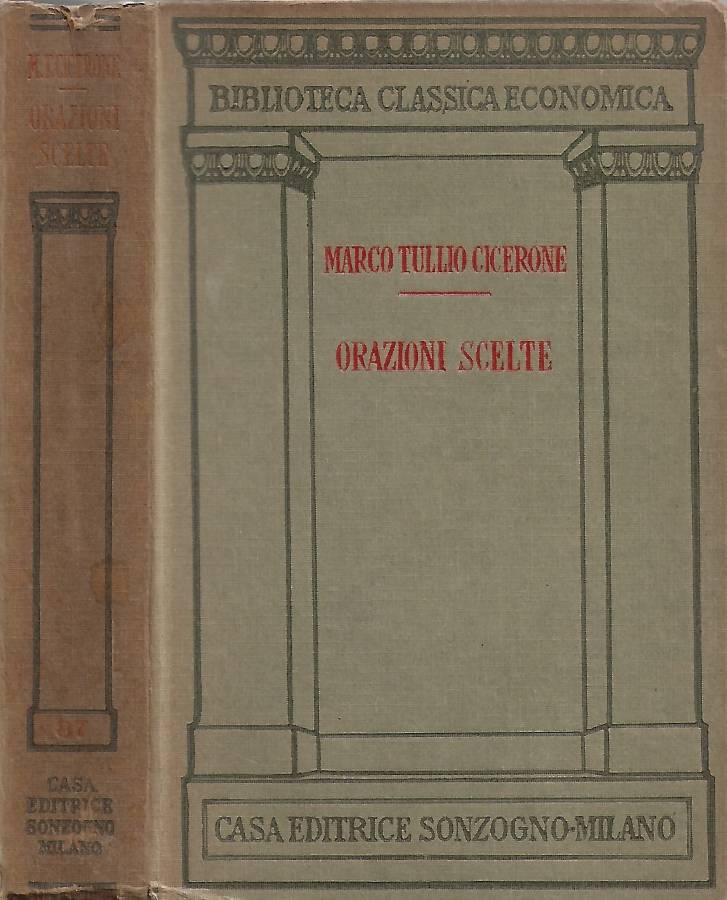 M. T. CICERONE
ORAZIONI
SCELTE
CASA
EDITRICE
SONZOGNO
MILANO
BIBLIOTECA CLASSICA ECONOMICA
MARCO TULLIO CICERONE
ORAZIONI SCELTE
CASA EDITRICE SONZOGNO-MILANO